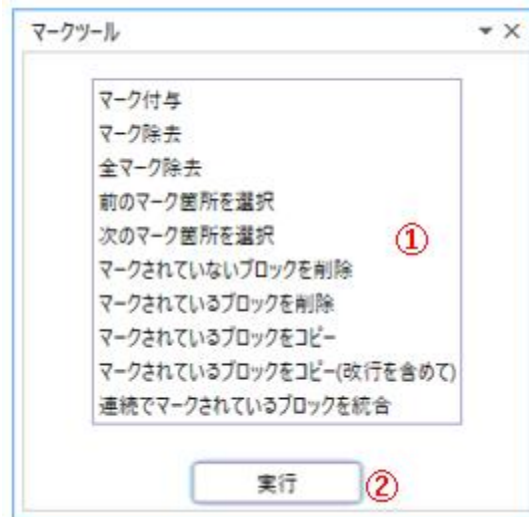 マークツール
マーク付与
マーク除去
全マーク除去
前のマーク箇所を選択
次のマーク箇所を選択
①
マークされていないブロックを削除
マークされているブロックを削除
マークされているブロックをコピー
マークされているブロックをコピー(改行を含めて)
連続でマークされているブロックを統合
実行
②